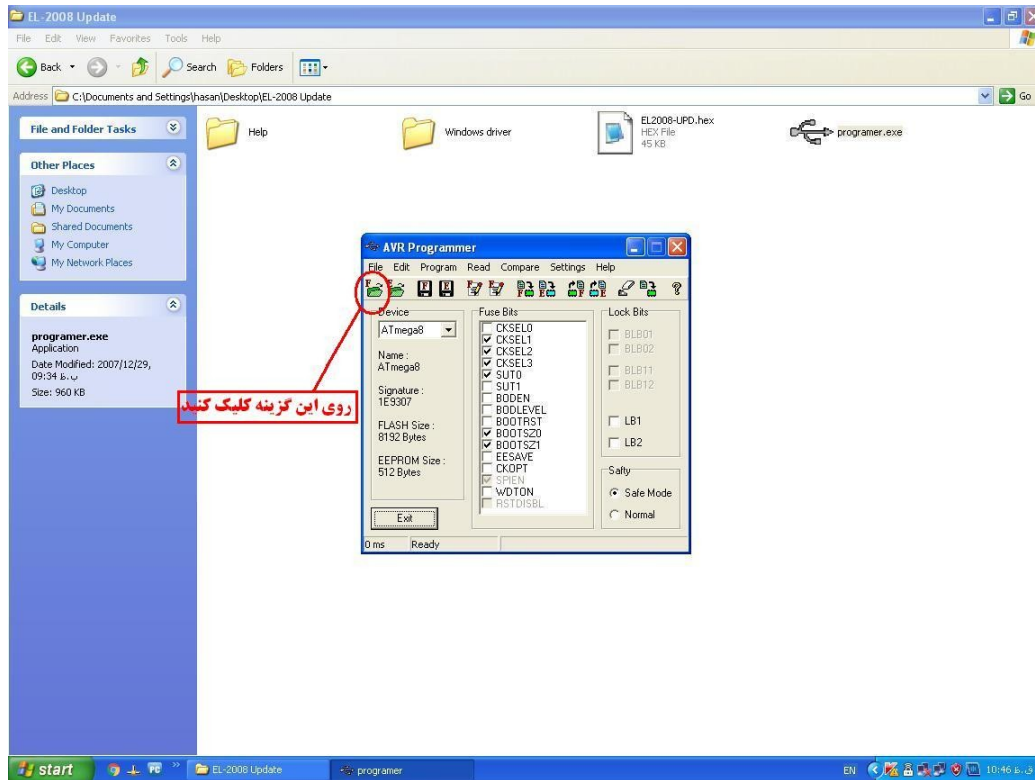 EL-2008 Update
File Edit View Favorites Tools Help
Back Search Folders
Address C:\Documents and Settings\hasan\Desktop\EL-2008 Update Go
File and Folder Tasks
Other Places
Desktop
My Documents
Shared Documents
My Computer
My Network Places
Details
programer.exe
Application
Date Modified: 2007/12/29,
09:34 ب.ظ
Size: 960 KB
Help
Windows driver
EL2008-UPD.hex
HEX File
45 KB
programer.exe
AVR Programmer
File Edit Program Read Compare Settings Help
Device
ATmega8
Name :
ATmega8
Signature :
1E9307
FLASH Size :
8192 Bytes
EEPROM Size :
512 Bytes
Exit
Fuse Bits
CKSEL0
CKSEL1
CKSEL2
CKSEL3
SUT0
SUT1
BODEN
BODLEVEL
BOOTRST
BOOTSZ0
BOOTSZ1
EESAVE
CKOPT
SPIEN
WDTON
RSTDISBL
Lock Bits
BLB01
BLB02
BLB11
BLB12
LB1
LB2
Safty
Safe Mode
Normal
0 ms Ready
روی این گزینه کلیک کنید
start EL-2008 Update programer EN 10:46 ق.ظ